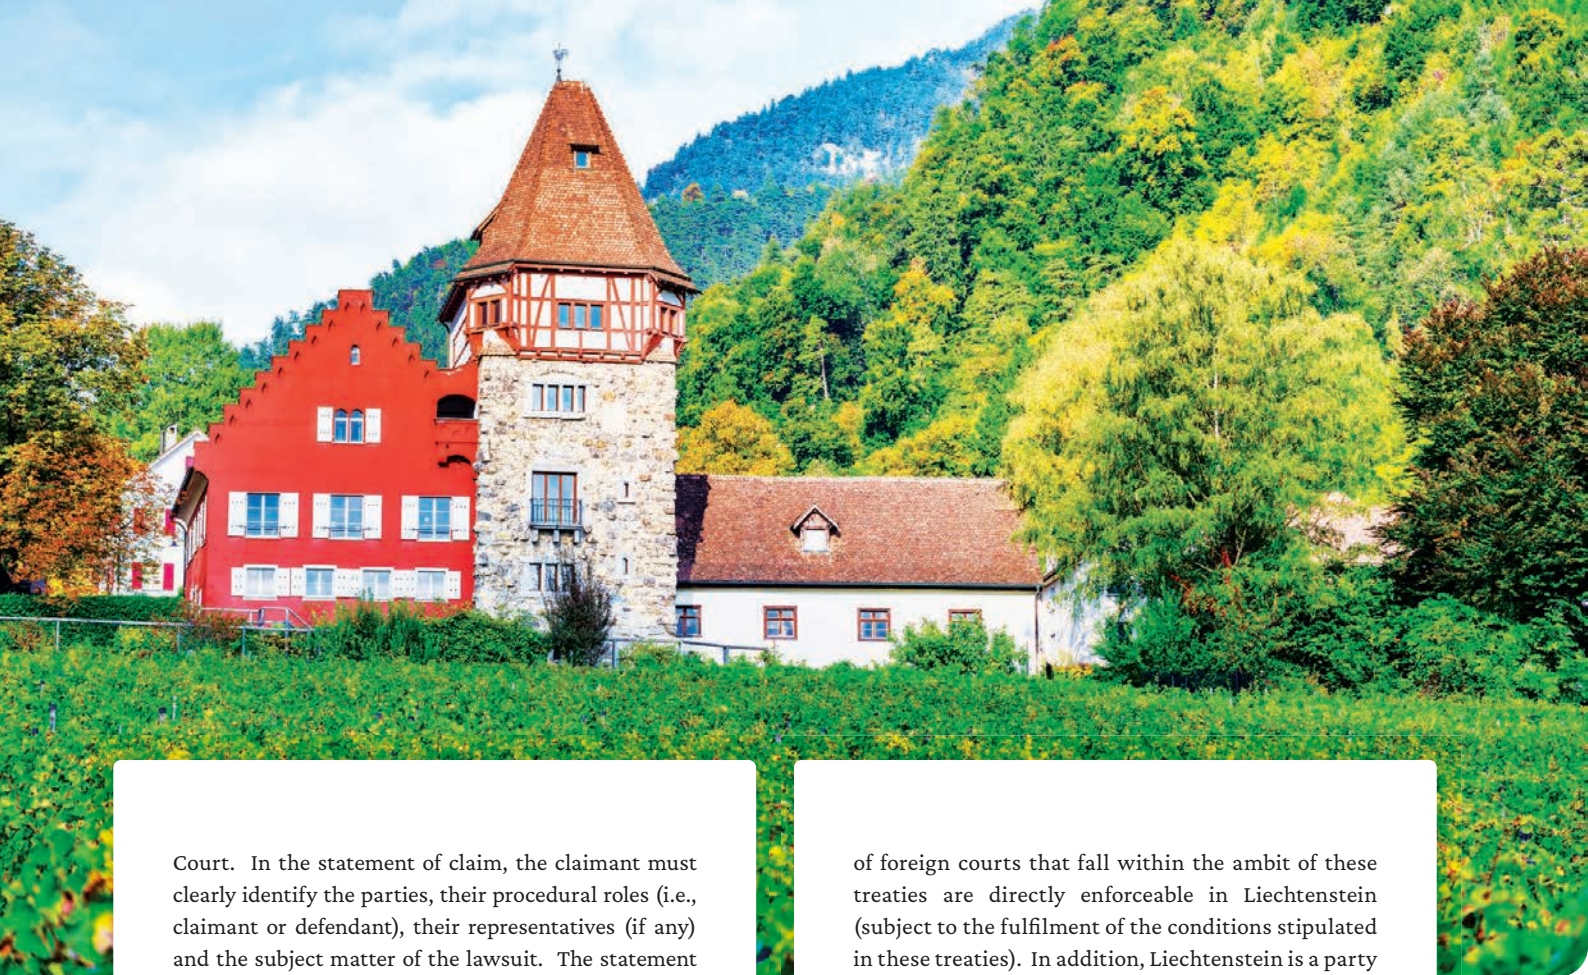 Court. In the statement of claim, the claimant must
clearly identify the parties, their procedural roles (i.e.,
claimant or defendant), their representatives (if any)
and the subject matter of the lawsuit. The statement
of foreign courts that fall within the ambit of these
treaties are directly enforceable in Liechtenstein
(subject to the fulfilment of the conditions stipulated
in these treaties). In addition, Liechtenstein is a party